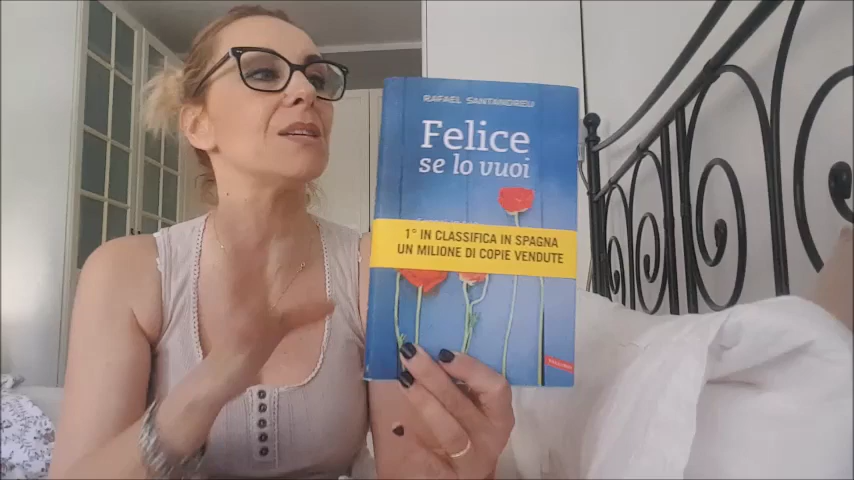 RAFAEL SANTANDREU
Felice
se lo vuoi
1° IN CLASSIFICA IN SPAGNA
UN MILIONE DI COPIE VENDUTE